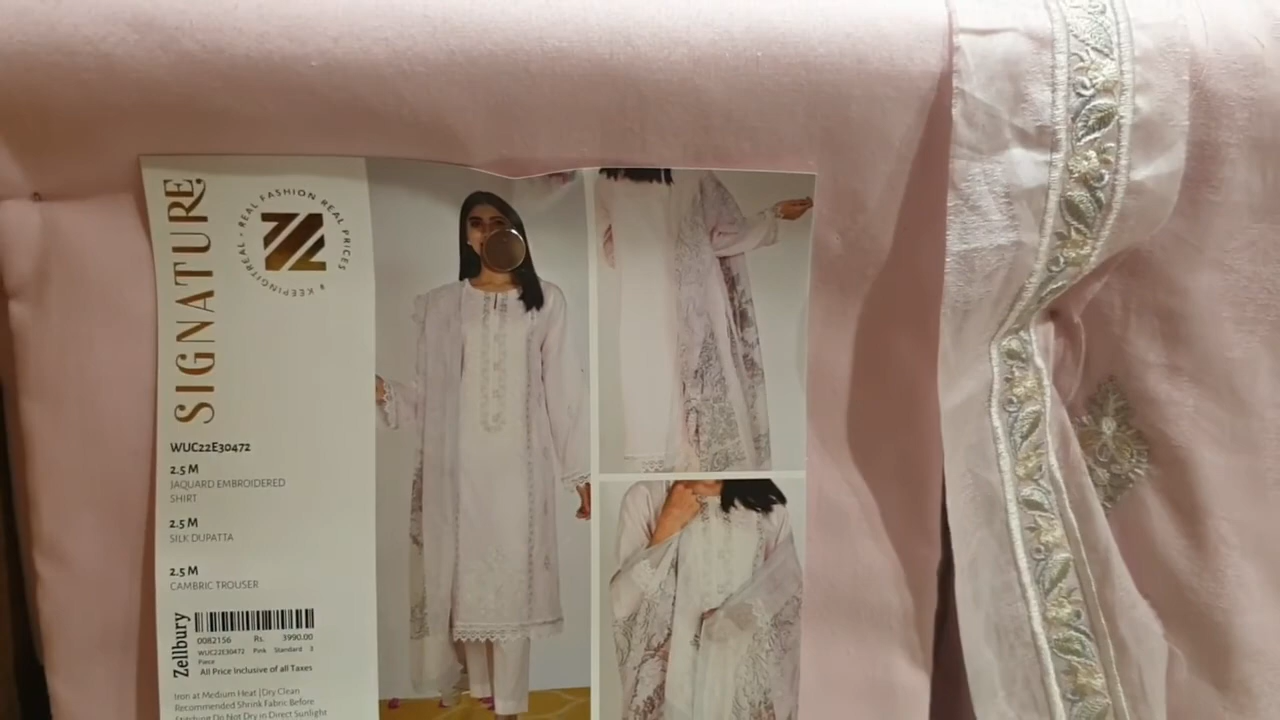 SIGNATURE
REAL FASHION REAL PRICES
# KEEPINGITREAL -
WUC22E30472
2.5 M
JAQUARD EMBROIDERED
SHIRT
2.5 M
SILK DUPATTA
2.5 M
CAMBRIC TROUSER
Zellbury
0082156 Rs. 3990.00
WUC22E30472 Pink Standard 3
Piece
All Price Inclusive of all Taxes
Iron at Medium Heat |Dry Clean
Recommended Shrink Fabric Before
Stitching Do Not Dry in Direct Sunlight